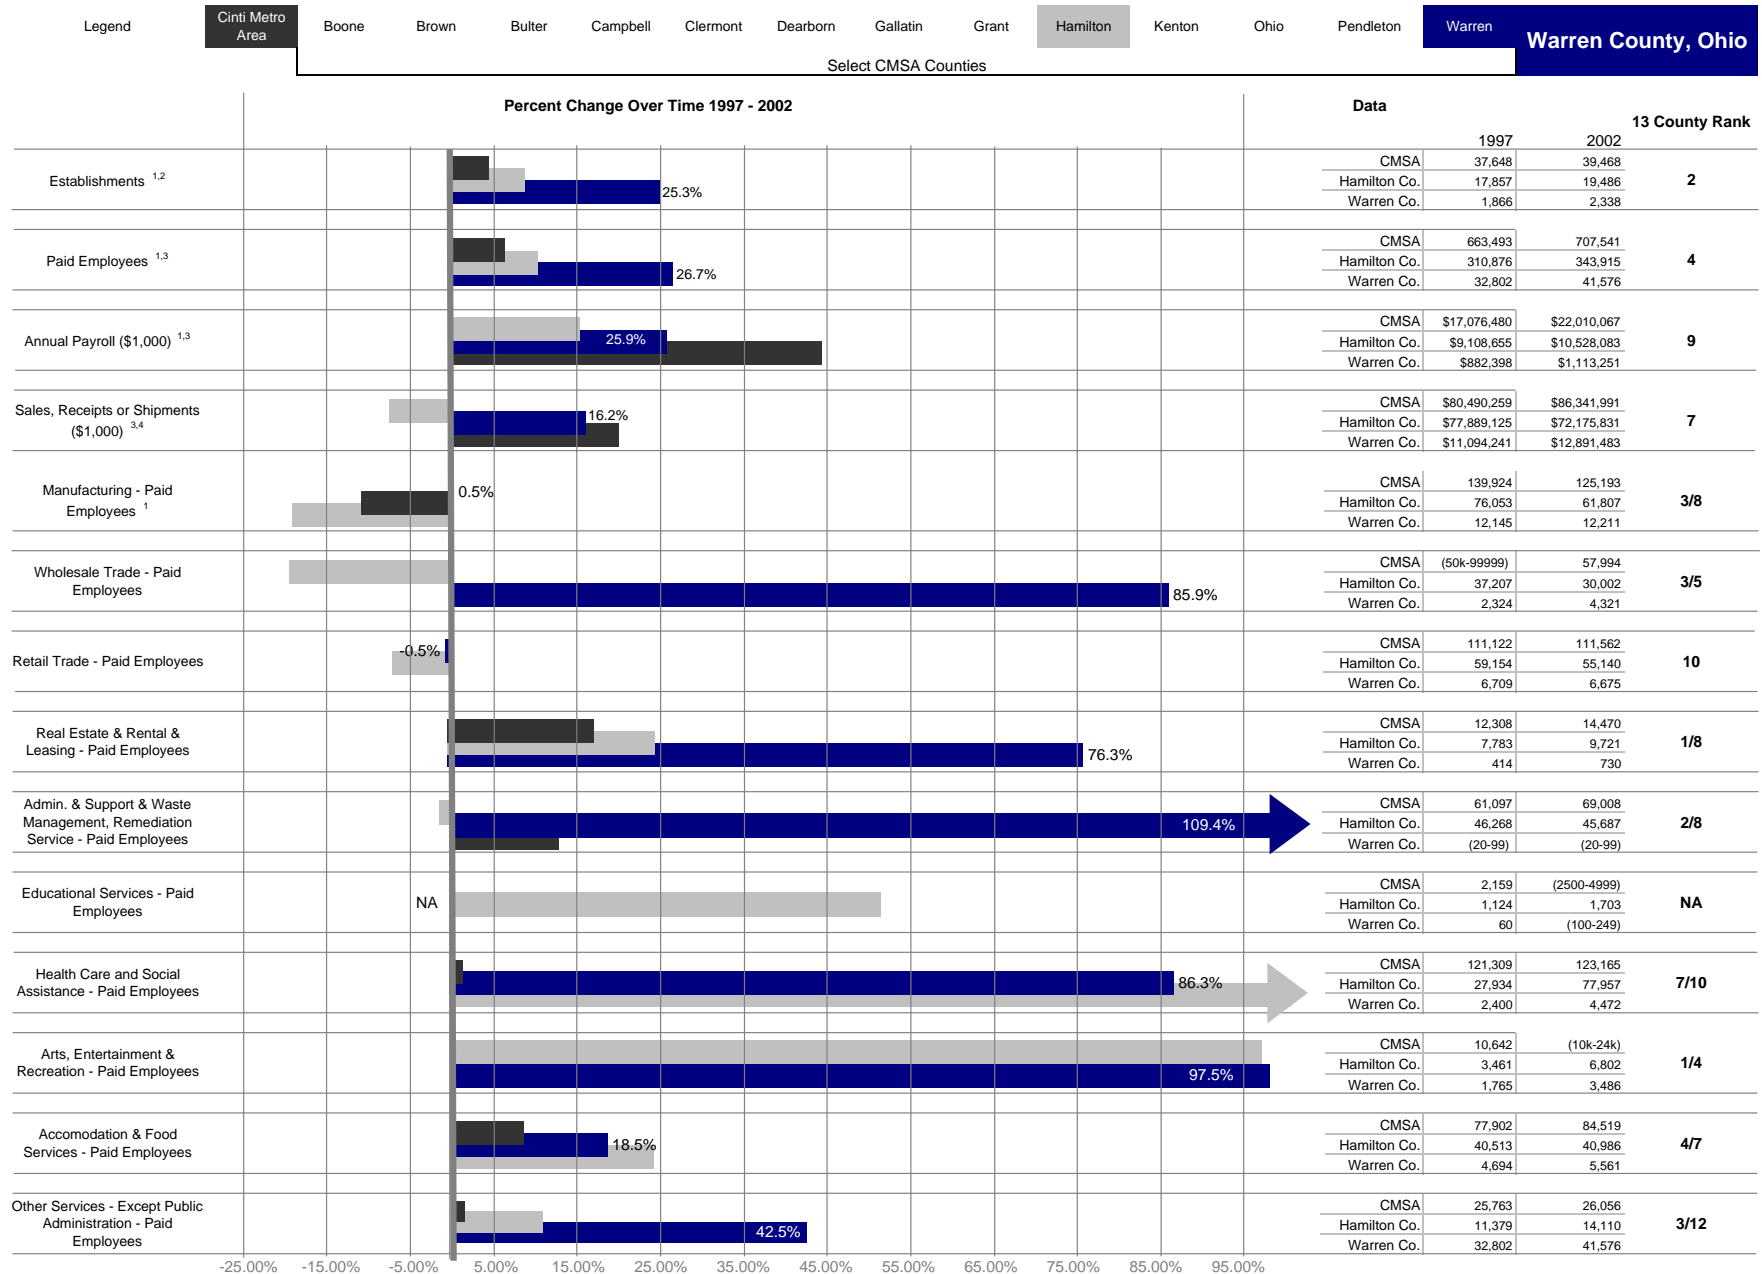 Legend Cinti Metro Area Boone Brown Bulter Campbell Clermont Dearborn Gallatin Grant Hamilton Kenton Ohio Pendleton Warren Warren County, Ohio
Select CMSA Counties
Percent Change Over Time 1997 - 2002 Data 13 County Rank
1997 2002
Establishments 1,2
25.3%
CMSA 37,648 39,468
Hamilton Co. 17,857 19,486
Warren Co. 1,866 2,338
2
Paid Employees 1,3
26.7%
CMSA 663,493 707,541
Hamilton Co. 310,876 343,915
Warren Co. 32,802 41,576
4
Annual Payroll ($1,000) 1,3
25.9%
CMSA $17,076,480 $22,010,067
Hamilton Co. $9,108,655 $10,528,083
Warren Co. $882,398 $1,113,251
9
Sales, Receipts or Shipments
($1,000) 3,4
16.2%
CMSA $80,490,259 $86,341,991
Hamilton Co. $77,889,125 $72,175,831
Warren Co. $11,094,241 $12,891,483
7
Manufacturing - Paid
Employees 1
0.5%
CMSA 139,924 125,193
Hamilton Co. 76,053 61,807
Warren Co. 12,145 12,211
3/8
Wholesale Trade - Paid
Employees
85.9%
CMSA (50k-99999) 57,994
Hamilton Co. 37,207 30,002
Warren Co. 2,324 4,321
3/5
Retail Trade - Paid Employees
-0.5%
CMSA 111,122 111,562
Hamilton Co. 59,154 55,140
Warren Co. 6,709 6,675
10
Real Estate & Rental &
Leasing - Paid Employees
76.3%
CMSA 12,308 14,470
Hamilton Co. 7,783 9,721
Warren Co. 414 730
1/8
Admin. & Support & Waste
Management, Remediation
Service - Paid Employees
109.4%
CMSA 61,097 69,008
Hamilton Co. 46,268 45,687
Warren Co. (20-99) (20-99)
2/8
Educational Services - Paid
Employees
NA
CMSA 2,159 (2500-4999)
Hamilton Co. 1,124 1,703
Warren Co. 60 (100-249)
NA
Health Care and Social
Assistance - Paid Employees
86.3%
CMSA 121,309 123,165
Hamilton Co. 27,934 77,957
Warren Co. 2,400 4,472
7/10
Arts, Entertainment &
Recreation - Paid Employees
97.5%
CMSA 10,642 (10k-24k)
Hamilton Co. 3,461 6,802
Warren Co. 1,765 3,486
1/4
Accomodation & Food
Services - Paid Employees
18.5%
CMSA 77,902 84,519
Hamilton Co. 40,513 40,986
Warren Co. 4,694 5,561
4/7
Other Services - Except Public
Administration - Paid
Employees
42.5%
CMSA 25,763 26,056
Hamilton Co. 11,379 14,110
Warren Co. 32,802 41,576
3/12
-25.00% -15.00% -5.00% 5.00% 15.00% 25.00% 35.00% 45.00% 55.00% 65.00% 75.00% 85.00% 95.00%